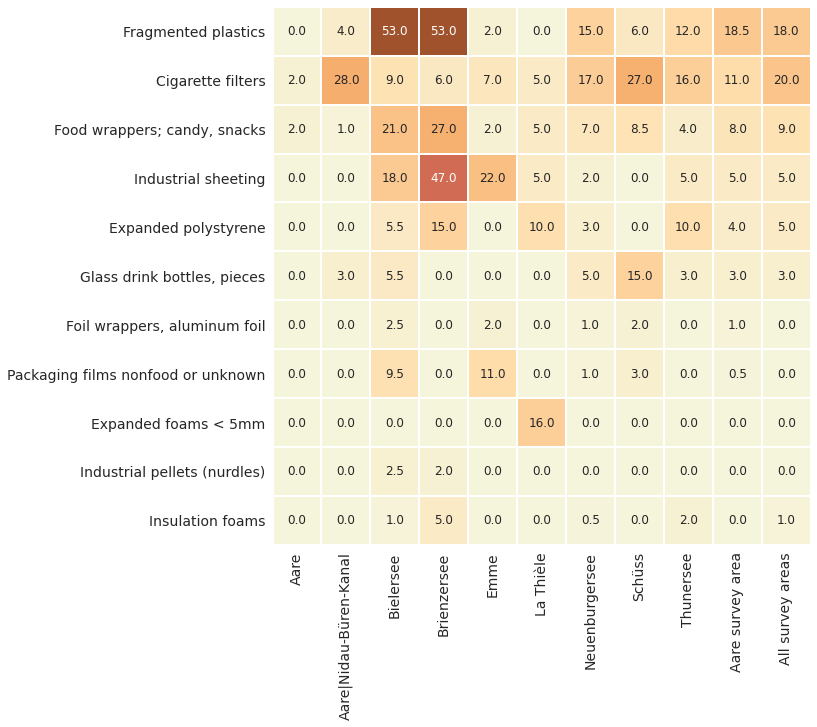 Fragmented plastics 0.0 4.0 53.0 53.0 2.0 0.0 15.0 6.0 12.0 18.5 18.0
Cigarette filters 2.0 28.0 9.0 6.0 7.0 5.0 17.0 27.0 16.0 11.0 20.0
Food wrappers; candy, snacks 2.0 1.0 21.0 27.0 2.0 5.0 7.0 8.5 4.0 8.0 9.0
Industrial sheeting 0.0 0.0 18.0 47.0 22.0 5.0 2.0 0.0 5.0 5.0 5.0
Expanded polystyrene 0.0 0.0 5.5 15.0 0.0 10.0 3.0 0.0 10.0 4.0 5.0
Glass drink bottles, pieces 0.0 3.0 5.5 0.0 0.0 0.0 5.0 15.0 3.0 3.0 3.0
Foil wrappers, aluminum foil 0.0 0.0 2.5 0.0 2.0 0.0 1.0 2.0 0.0 1.0 0.0
Packaging films nonfood or unknown 0.0 0.0 9.5 0.0 11.0 0.0 1.0 3.0 0.0 0.5 0.0
Expanded foams < 5mm 0.0 0.0 0.0 0.0 0.0 16.0 0.0 0.0 0.0 0.0 0.0
Industrial pellets (nurdles) 0.0 0.0 2.5 2.0 0.0 0.0 0.0 0.0 0.0 0.0 0.0
Insulation foams 0.0 0.0 1.0 5.0 0.0 0.0 0.5 0.0 2.0 0.0 1.0
Aare
Aare|Nidau-Büren-Kanal
Bielersee
Brienzersee
Emme
La Thièle
Neuenburgersee
Schüss
Thunersee
Aare survey area
All survey areas